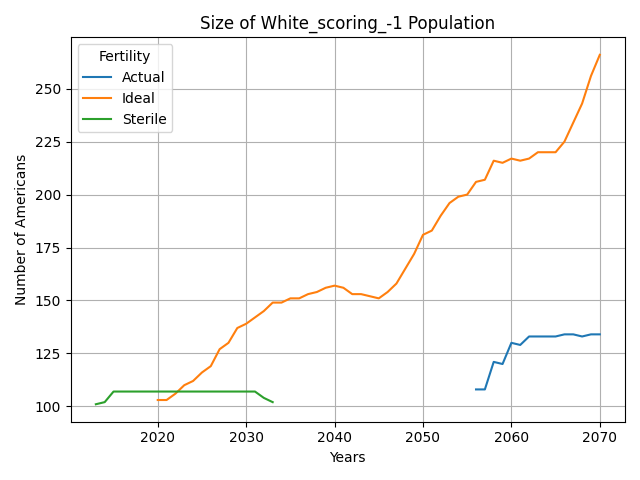 Size of White_scoring_-1 Population
Fertility
Actual
Ideal
Sterile
Number of Americans
250
225
200
175
150
125
100
2020 2030 2040 2050 2060 2070
Years